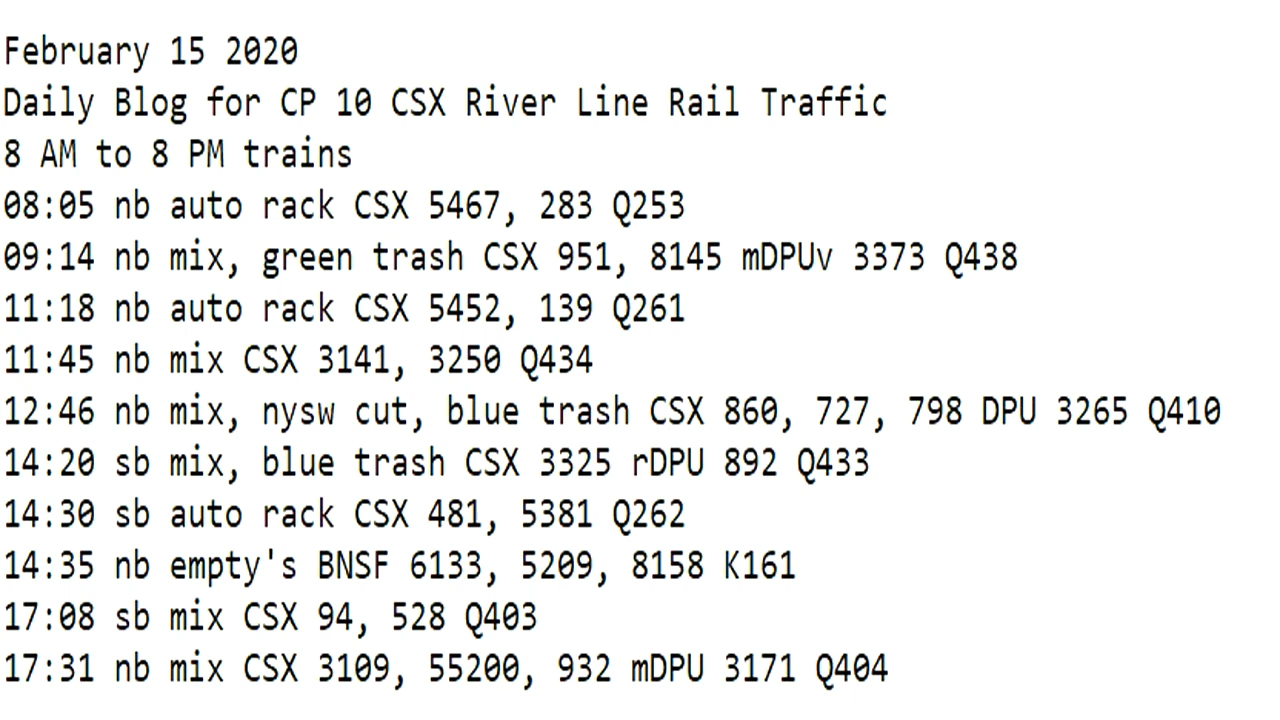 February 15 2020
Daily Blog for CP 10 CSX River Line Rail Traffic
8 AM to 8 PM trains
08:05 nb auto rack CSX 5467, 283 Q253
09:14 nb mix, green trash CSX 951, 8145 mDPUv 3373 Q438
11:18 nb auto rack CSX 5452, 139 Q261
11:45 nb mix CSX 3141, 3250 Q434
12:46 nb mix, nysw cut, blue trash CSX 860, 727, 798 DPU 3265 Q410
14:20 sb mix, blue trash CSX 3325 rDPU 892 Q433
14:30 sb auto rack CSX 481, 5381 Q262
14:35 nb empty's BNSF 6133, 5209, 8158 K161
17:08 sb mix CSX 94, 528 Q403
17:31 nb mix CSX 3109, 55200, 932 mDPU 3171 Q404